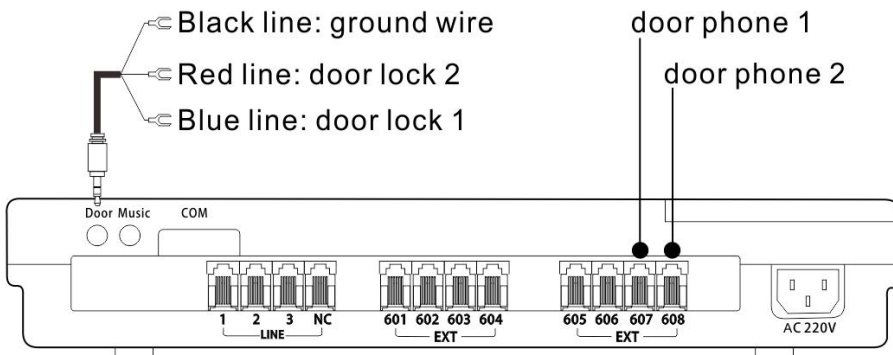 Black line: ground wire
Red line: door lock 2
Blue line: door lock 1
door phone 1
door phone 2
Door Music COM
1 2 3 NC
LINE
601 602 603 604
EXT
605 606 607 608
EXT
AC 220V